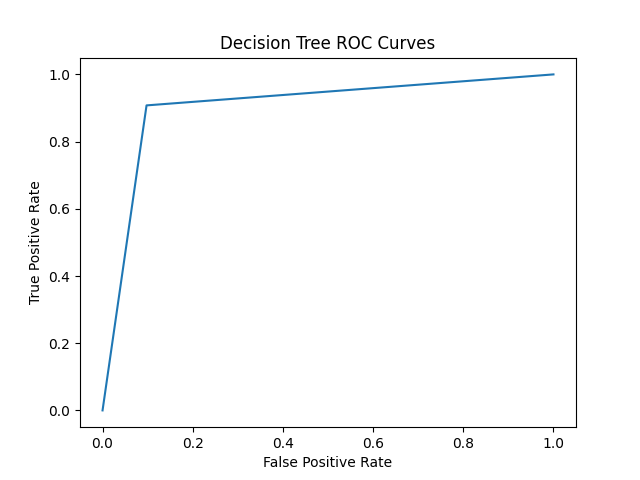 Decision Tree ROC Curves
1.0
0.8
0.6
0.4
0.2
0.0
True Positive Rate
0.0 0.2 0.4 0.6 0.8 1.0
False Positive Rate